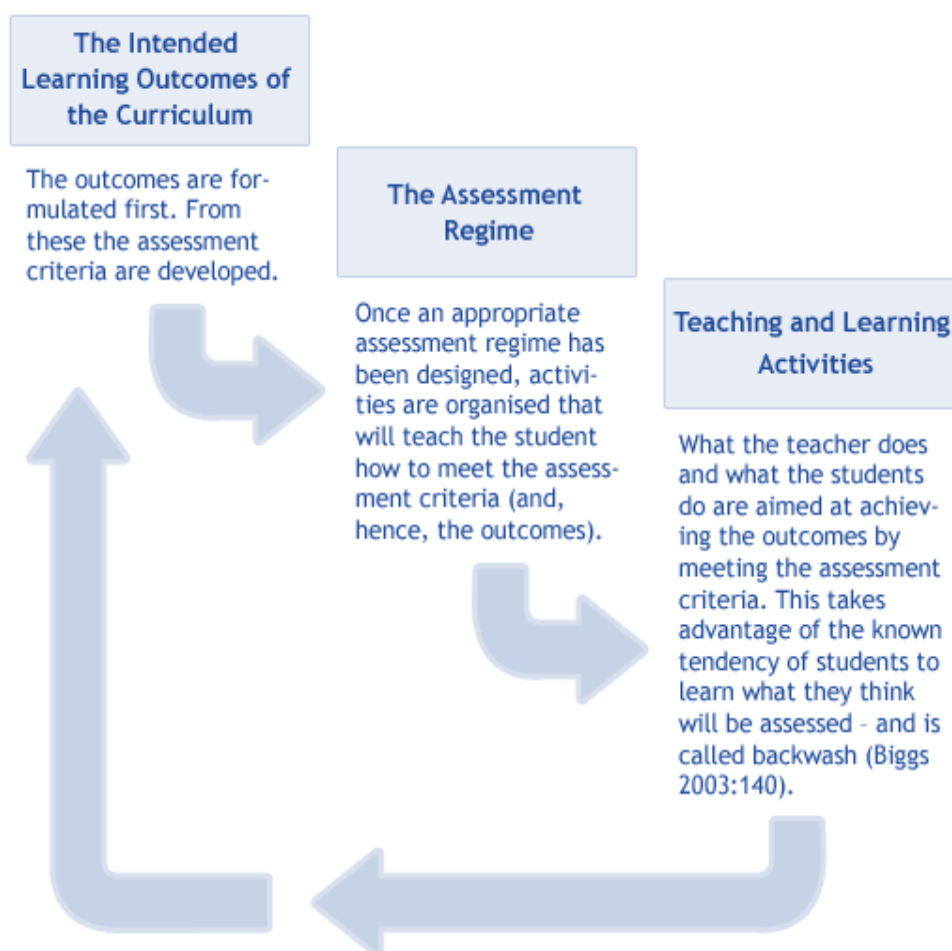 The Intended
Learning Outcomes of
the Curriculum
The outcomes are for-
mulated first. From
these the assessment
criteria are developed.
The Assessment
Regime
Once an appropriate
assessment regime has
been designed, activi-
ties are organised that
will teach the student
how to meet the assess-
ment criteria (and,
hence, the outcomes).
Teaching and Learning
Activities
What the teacher does
and what the students
do are aimed at achiev-
ing the outcomes by
meeting the assessment
criteria. This takes
advantage of the known
tendency of students to
learn what they think
will be assessed – and is
called backwash (Biggs
2003:140).